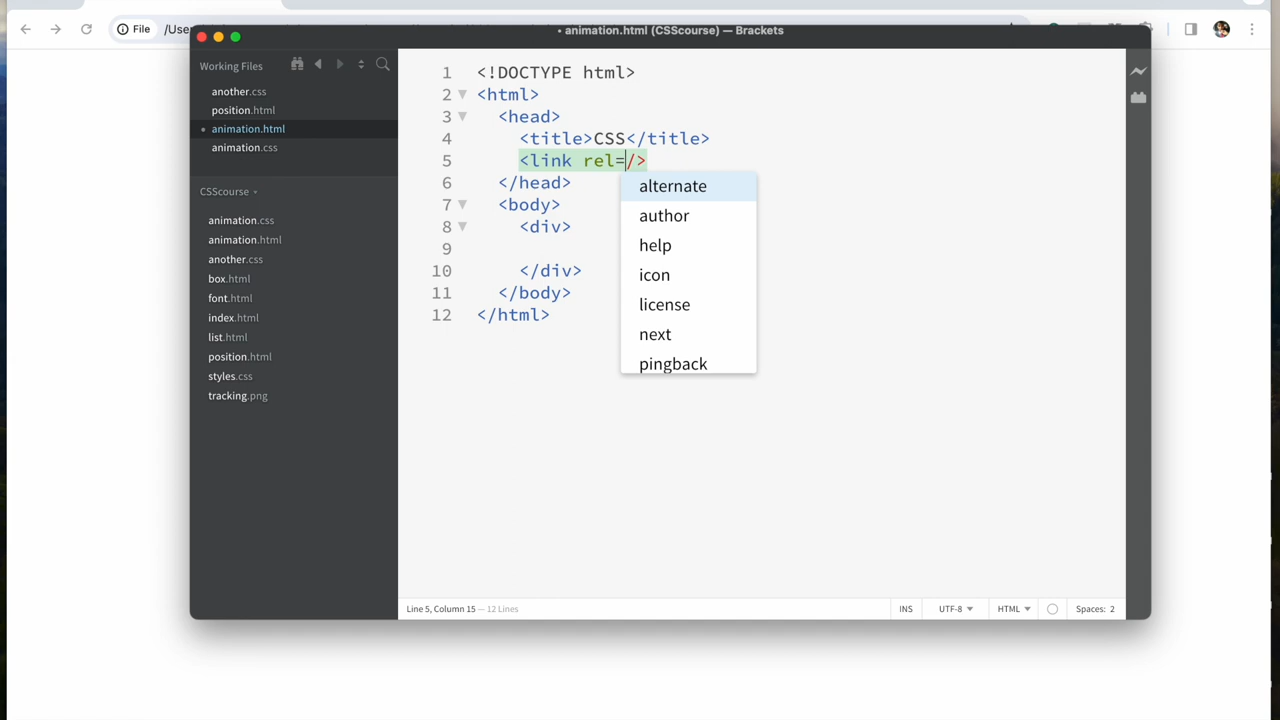 File
/User
• animation.html (CSScourse) — Brackets
Working Files
another.css
position.html
• animation.html
animation.css
CSScourse
animation.css
animation.html
another.css
box.html
font.html
index.html
list.html
position.html
styles.css
tracking.png
1 <!DOCTYPE html>
2 <html>
3 <head>
4 <title>CSS</title>
5 <link rel=/>
6 </head>
7 <body>
8 <div>
9
10 </div>
11 </body>
12 </html>
alternate
author
help
icon
license
next
pingback
Line 5, Column 15 — 12 Lines
INS
UTF-8
HTML
Spaces: 2